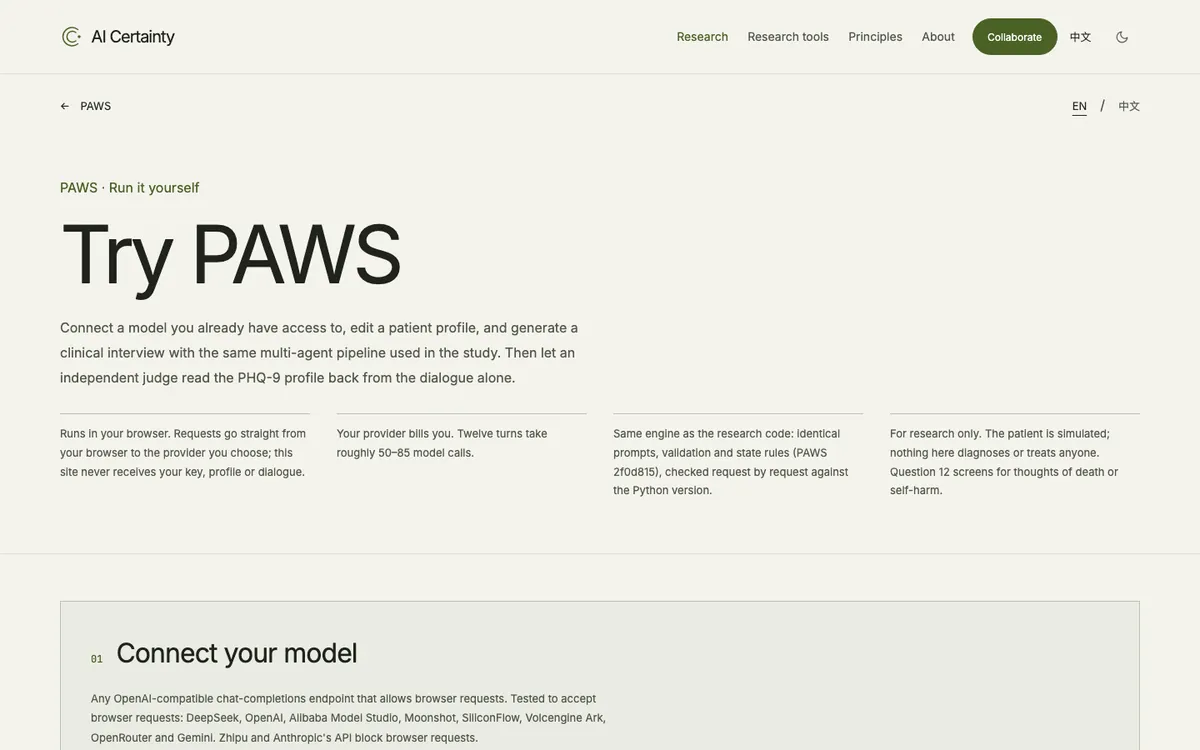 AI Certainty
Research
Research tools
Principles
About
Collaborate
中文
← PAWS
EN / 中文
PAWS · Run it yourself
Try PAWS
Connect a model you already have access to, edit a patient profile, and generate a
clinical interview with the same multi-agent pipeline used in the study. Then let an
independent judge read the PHQ-9 profile back from the dialogue alone.
Runs in your browser. Requests go straight from
your browser to the provider you choose; this
site never receives your key, profile or dialogue.
Your provider bills you. Twelve turns take
roughly 50–85 model calls.
Same engine as the research code: identical
prompts, validation and state rules (PAWS
2f0d815), checked request by request against
the Python version.
For research only. The patient is simulated;
nothing here diagnoses or treats anyone.
Question 12 screens for thoughts of death or
self-harm.
01 Connect your model
Any OpenAI-compatible chat-completions endpoint that allows browser requests. Tested to accept
browser requests: DeepSeek, OpenAI, Alibaba Model Studio, Moonshot, SiliconFlow, Volcengine Ark,
OpenRouter and Gemini. Zhipu and Anthropic's API block browser requests.